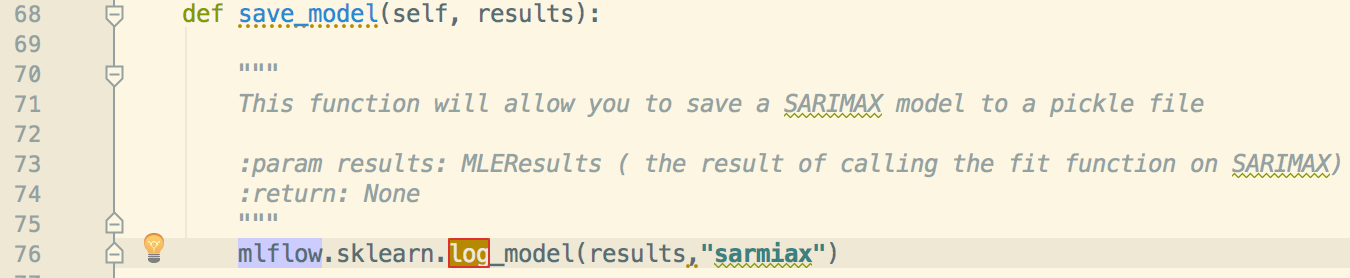 68 def save_model(self, results):
69
70 """
71 This function will allow you to save a SARIMAX model to a pickle file
72
73 :param results: MLEResults ( the result of calling the fit function on SARIMAX)
74 :return: None
75 """
76 mlflow.sklearn.log_model(results,"sarmiax")